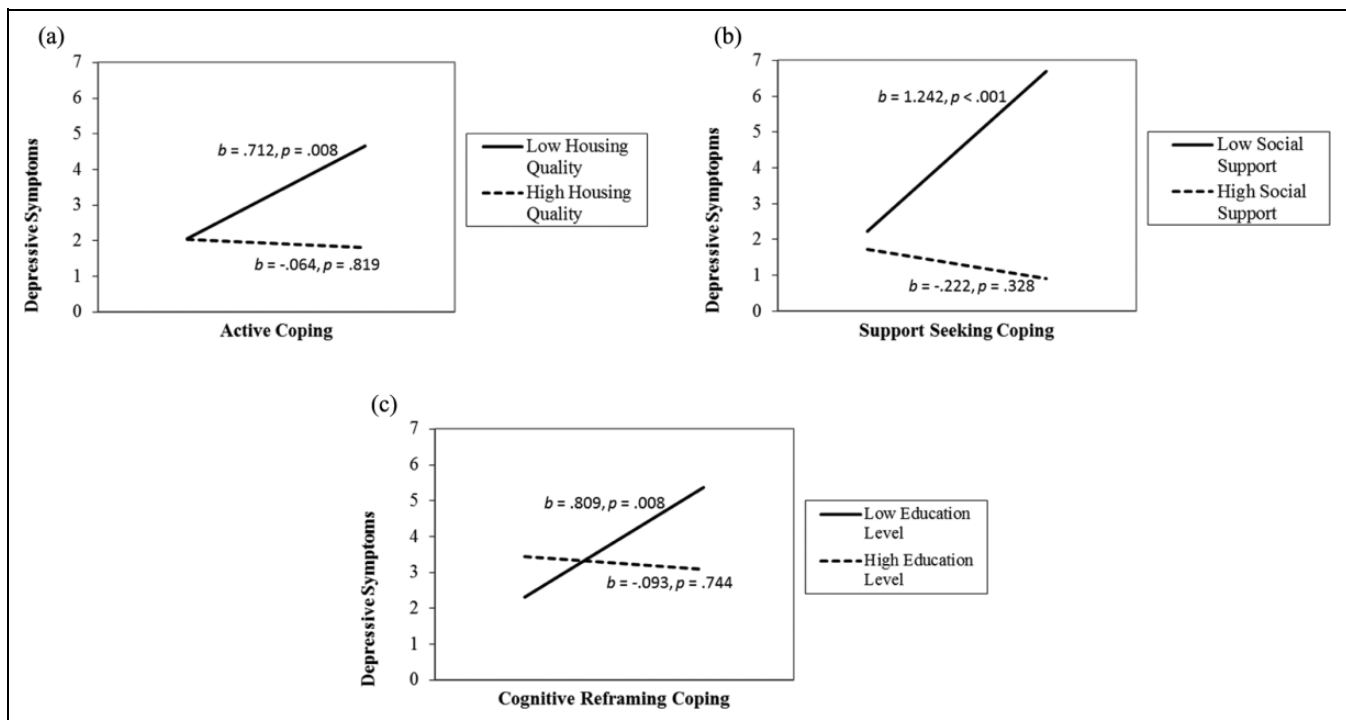 (a)
7
6
5
4
3
2
1
0
Depressive Symptoms
b = .712, p = .008
b = -.064, p = .819
Active Coping
Low Housing
Quality
High Housing
Quality
(b)
7
6
5
4
3
2
1
0
Depressive Symptopms
b = 1.242, p < .001
b = -.222, p = .328
Support Seeking Coping
Low Social
Support
High Social
Support
(c)
7
6
5
4
3
2
1
0
Depressive Symptoms
b = .809, p = .008
b = -.093, p = .744
Cognitive Reframing Coping
Low Education
Level
High Education
Level